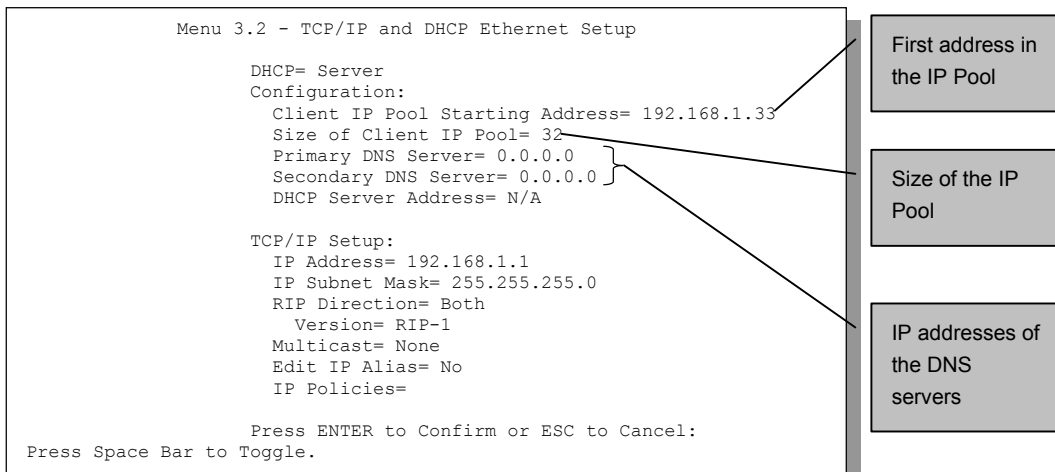 Menu 3.2 - TCP/IP and DHCP Ethernet Setup
DHCP= Server
Configuration:
Client IP Pool Starting Address= 192.168.1.33
Size of Client IP Pool= 32
Primary DNS Server= 0.0.0.0
Secondary DNS Server= 0.0.0.0
DHCP Server Address= N/A
TCP/IP Setup:
IP Address= 192.168.1.1
IP Subnet Mask= 255.255.255.0
RIP Direction= Both
Version= RIP-1
Multicast= None
Edit IP Alias= No
IP Policies=
Press ENTER to Confirm or ESC to Cancel:
Press Space Bar to Toggle.
First address in
the IP Pool
Size of the IP
Pool
IP addresses of
the DNS
servers